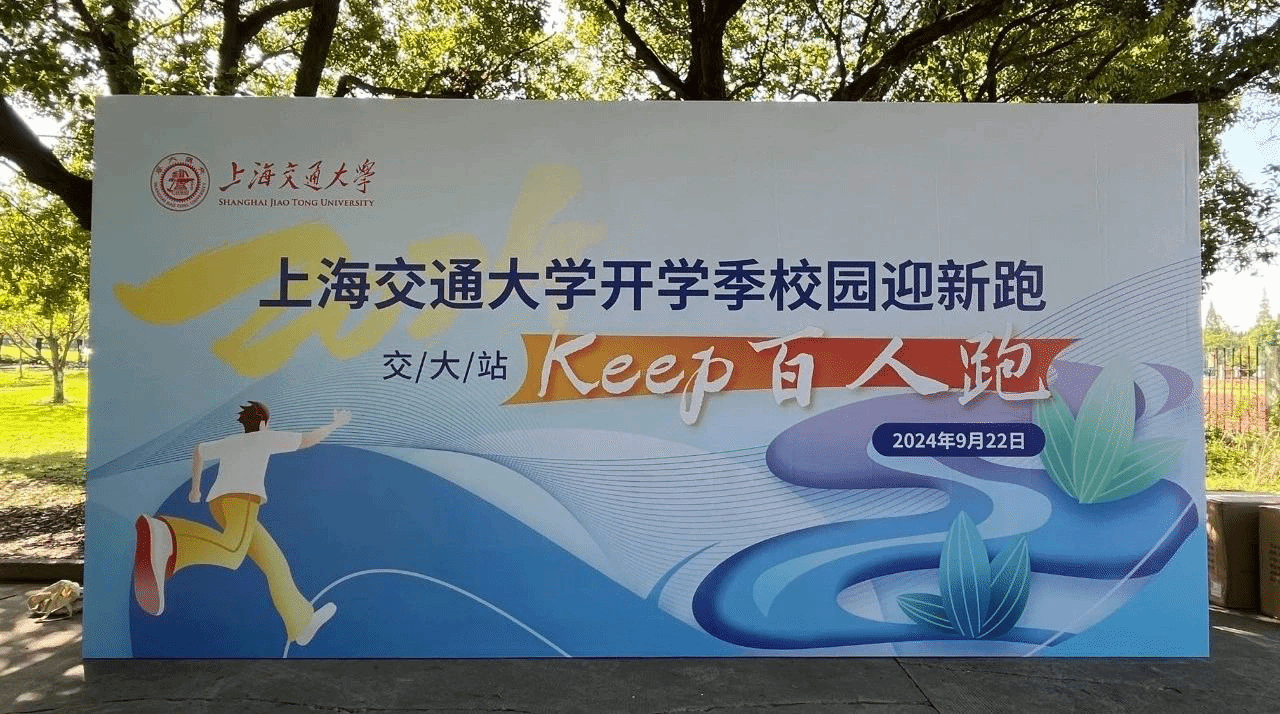 上海交通大學
SHANGHAI JIAO TONG UNIVERSITY
上海交通大学开学季校园迎新跑
交/大/站
Keep百人跑
2024年9月22日